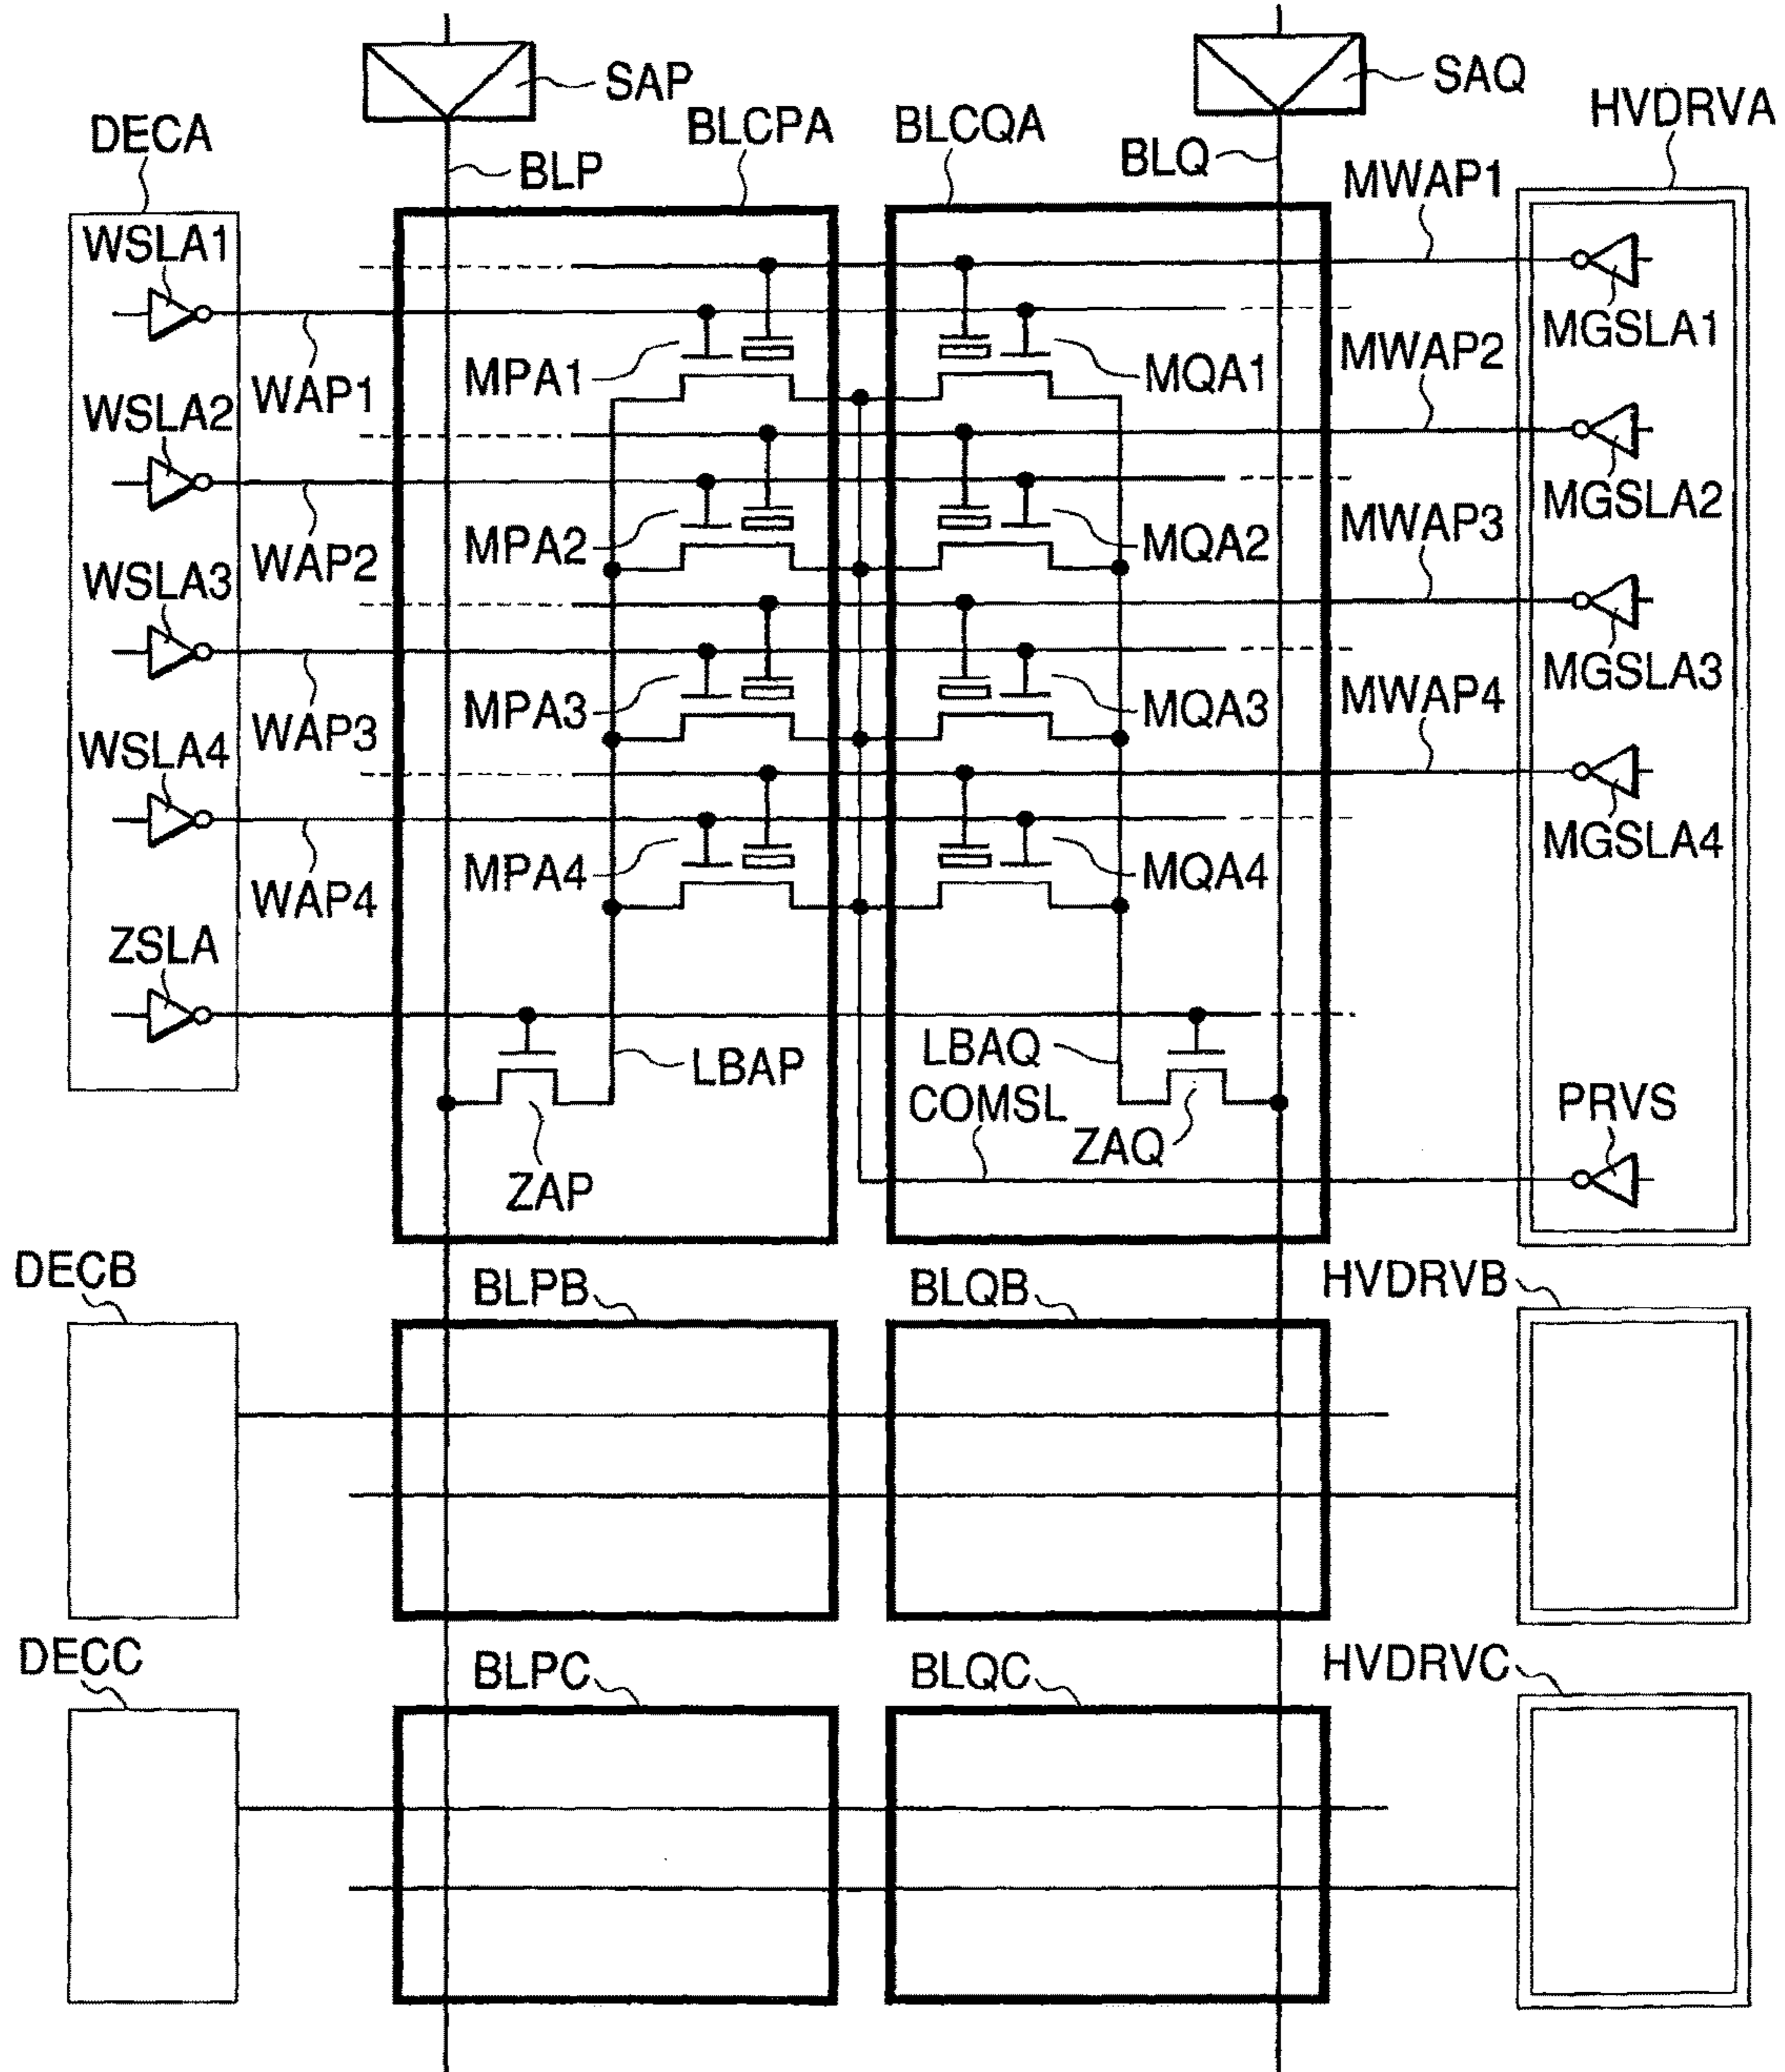 SAP
SAQ
HVDRVA
DECA
BLCPA
BLCQA
BLP
BLQ
MWAP1
WSLA1
MGSLA1
MPA1
MQA1
MWAP2
WAP1
WSLA2
MGSLA2
MPA2
MQA2
MWAP3
WAP2
WSLA3
MGSLA3
MPA3
MQA3
MWAP4
WAP3
WSLA4
MGSLA4
MPA4
MQA4
WAP4
ZSLA
LBAP
LBAQ
COMSL
PRVS
ZAQ
ZAP
DECB
BLPB
BLQB
HVDRVB
DECC
BLPC
BLQC
HVDRVC